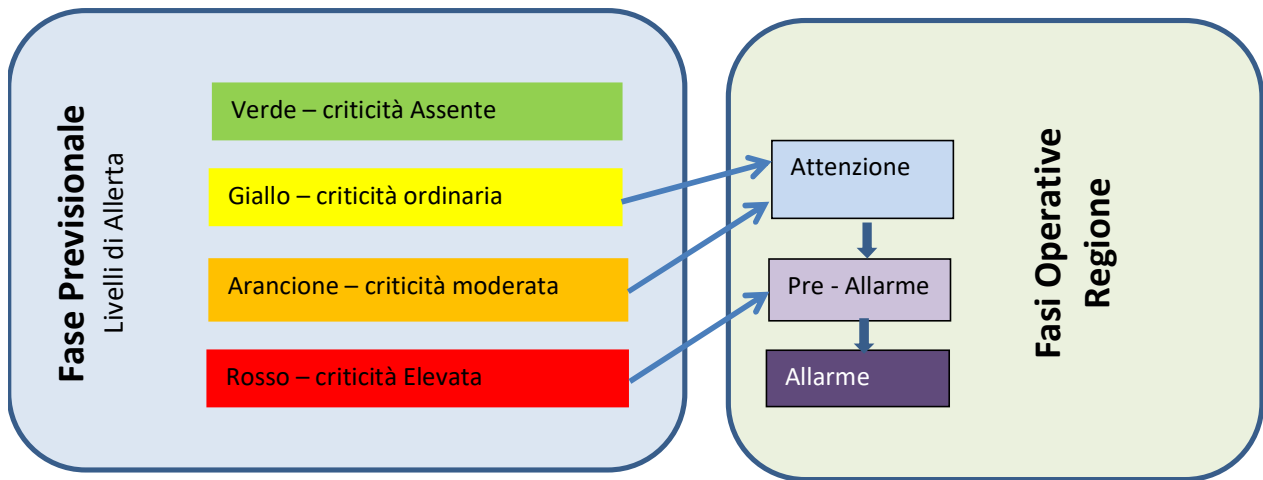 Fase Previsionale
Livelli di Allerta
Verde – criticità Assente
Giallo – criticità ordinaria
Arancione – criticità moderata
Rosso – criticità Elevata
Attenzione
Pre - Allarme
Allarme
Fasi Operative
Regione